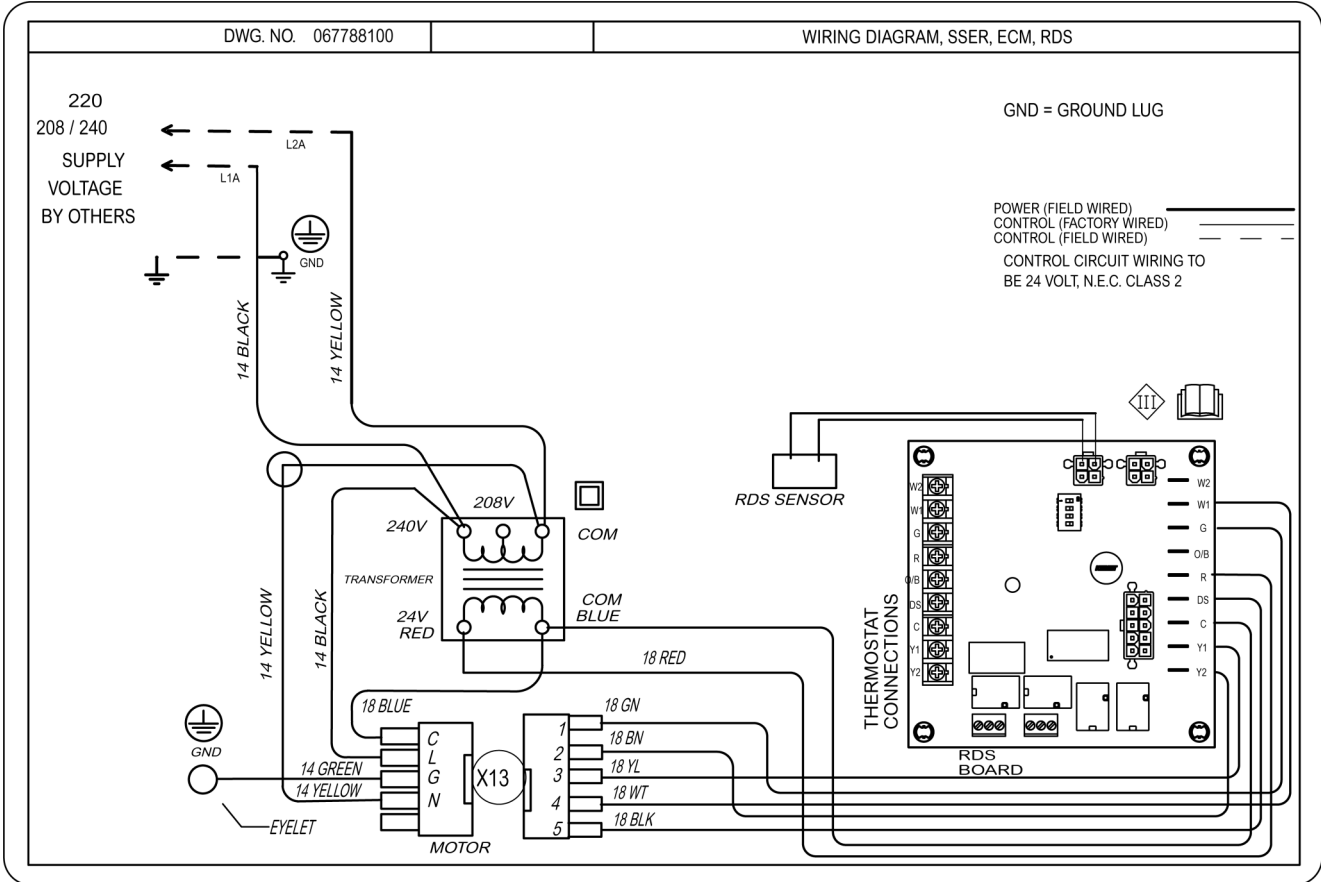 DWG. NO. 067788100
WIRING DIAGRAM, SSER, ECM, RDS
220
208 / 240
SUPPLY
VOLTAGE
BY OTHERS
L2A
L1A
GND
14 BLACK
14 YELLOW
GND = GROUND LUG
POWER (FIELD WIRED)
CONTROL (FACTORY WIRED)
CONTROL (FIELD WIRED)
CONTROL CIRCUIT WIRING TO
BE 24 VOLT, N.E.C. CLASS 2
III
RDS SENSOR
208V
240V
COM
TRANSFORMER
24V
RED
COM
BLUE
14 YELLOW
14 BLACK
18 RED
18 BLUE
THERMOSTAT
CONNECTIONS
W2
W1
G
R
O/B
DS
C
Y1
Y2
W2
W1
G
O/B
R
DS
C
Y1
Y2
RDS
BOARD
GND
14 GREEN
14 YELLOW
EYELET
C
L
G
N
X13
MOTOR
1
2
3
4
5
18 GN
18 BN
18 YL
18 WT
18 BLK